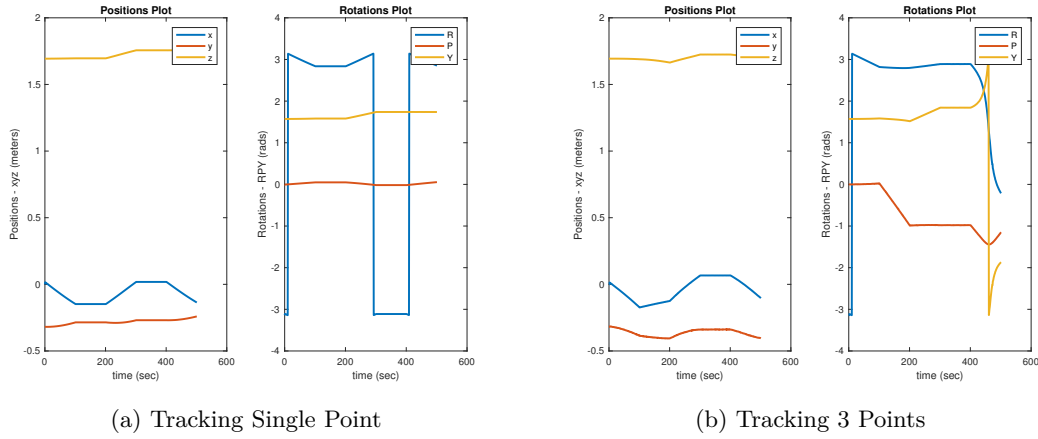 Positions Plot
Positions - xyz (meters)
2
1.5
1
0.5
0
-0.5
0
200
400
600
time (sec)
x
y
z
Rotations Plot
Rotations - RPY (rads)
4
3
2
1
0
-1
-2
-3
-4
0
200
400
600
time (sec)
R
P
Y
(a) Tracking Single Point
Positions Plot
Positions - xyz (meters)
2
1.5
1
0.5
0
-0.5
0
200
400
600
time (sec)
x
y
z
Rotations Plot
Rotations - RPY (rads)
4
3
2
1
0
-1
-2
-3
-4
0
200
400
600
time (sec)
R
P
Y
(b) Tracking 3 Points